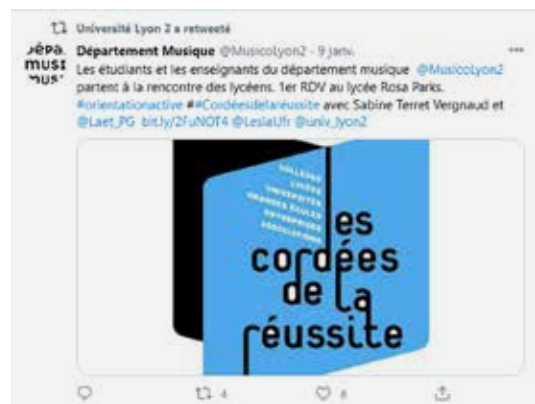 Université Lyon 2 a retweeté
Département Musique @MusicoLyon2 - 9 janv.
Les étudiants et les enseignants du département musique @MusicoLyon2
partent à la rencontre des lycéens. 1er RDV au lycée Rosa Parks.
#orientationactive ##Cordéesdelaréussite avec Sabine Terret Vergnaud et
@Laet_PG bit.ly/2FuNOT4 @LeslaUfr @univ_lyon2
COLLEGES
LYCÉES
UNIVERSITÉS
GRANDES ÉCOLES
ENTREPRISES
ASSOCIATIONS
les
cordées
de la
réussite
4
6